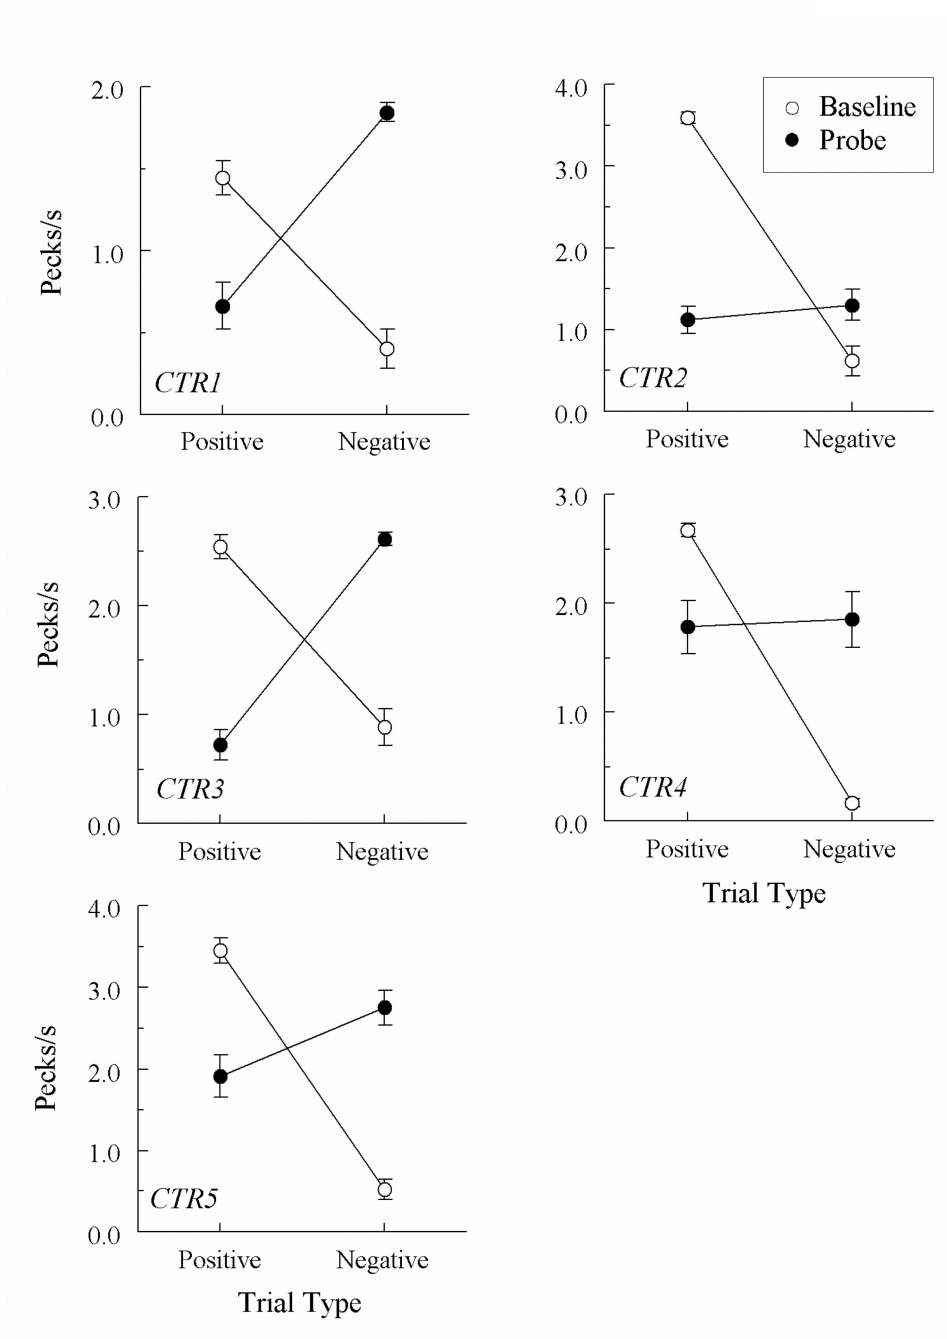 2.0
1.0
0.0
Pecks/s
CTR1
Positive Negative
4.0
3.0
2.0
1.0
0.0
Baseline
Probe
CTR2
Positive Negative
3.0
2.0
1.0
0.0
Pecks/s
CTR3
Positive Negative
3.0
2.0
1.0
0.0
CTR4
Positive Negative
Trial Type
4.0
3.0
2.0
1.0
0.0
Pecks/s
CTR5
Positive Negative
Trial Type